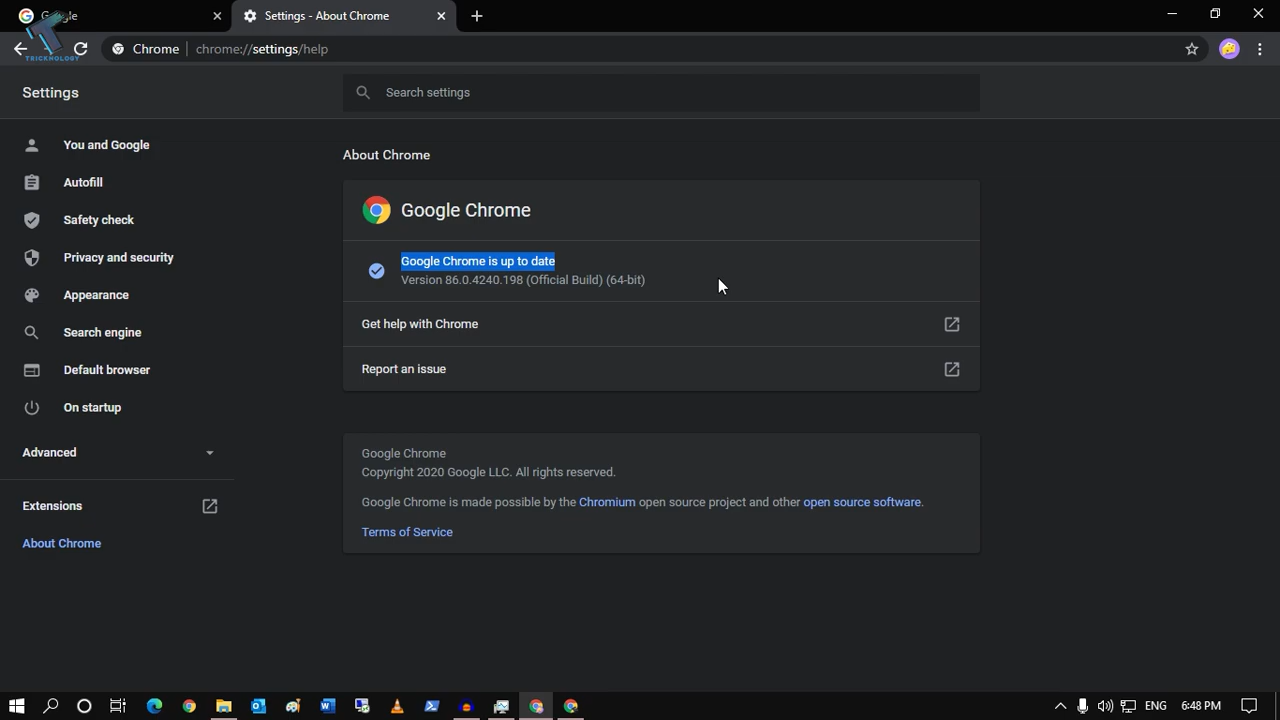 Google
Settings - About Chrome
TRICKNOLOGY
Chrome
chrome://settings/help
Settings
Search settings
You and Google
Autofill
Safety check
Privacy and security
Appearance
Search engine
Default browser
On startup
Advanced
Extensions
About Chrome
About Chrome
Google Chrome
Google Chrome is up to date
Version 86.0.4240.198 (Official Build) (64-bit)
Get help with Chrome
Report an issue
Google Chrome
Copyright 2020 Google LLC. All rights reserved.
Google Chrome is made possible by the Chromium open source project and other open source software.
Terms of Service
ENG
6:48 PM